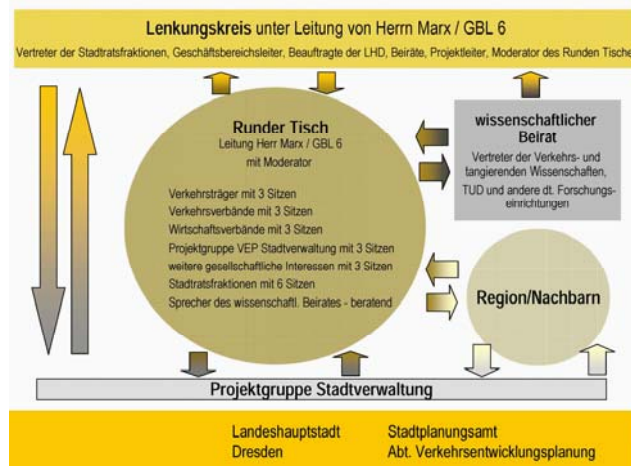 Lenkungskreis unter Leitung von Herrn Marx / GBL 6
Vertreter der Stadtratsfraktionen, Geschäftsbereichsleiter, Beauftragte der LHD, Beiräte, Projektleiter, Moderator des Runden Tische
Runder Tisch
Leitung Herr Marx / GBL 6
mit Moderator
Verkehrsträger mit 3 Sitzen
Verkehrsverbände mit 3 Sitzen
Wirtschaftsverbände mit 3 Sitzen
Projektgruppe VEP Stadtverwaltung mit 3 Sitzen
weitere gesellschaftliche Interessen mit 3 Sitzen
Stadtratsfraktionen mit 6 Sitzen
Sprecher des wissenschaftl. Beirates - beratend
wissenschaftlicher
Beirat
Vertreter der Verkehrs- und
tangierenden Wissenschaften,
TUD und andere dt. Forschungs-
einrichtungen
Region/Nachbarn
Projektgruppe Stadtverwaltung
Landeshauptstadt
Dresden
Stadtplanungsamt
Abt. Verkehrsentwicklungsplanung